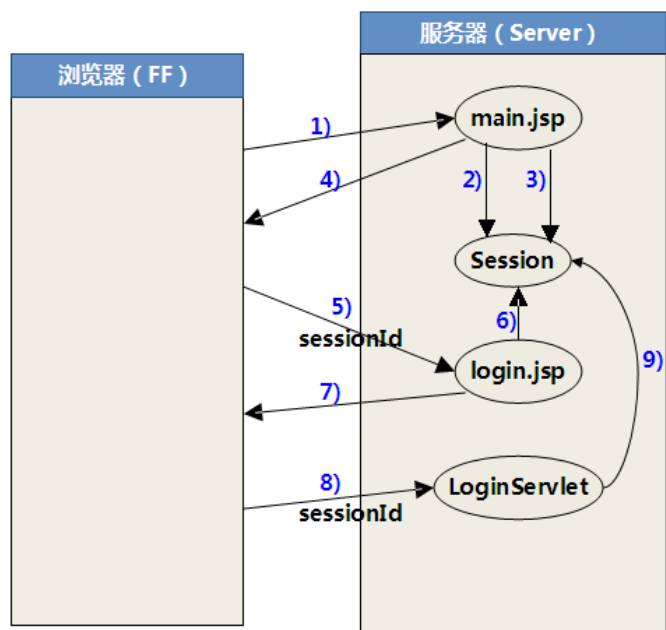 服务器（Server）
浏览器（FF）
main.jsp
1)
4)
2)
3)
Session
5)
6)
sessionId
9)
login.jsp
7)
8)
LoginServlet
sessionId